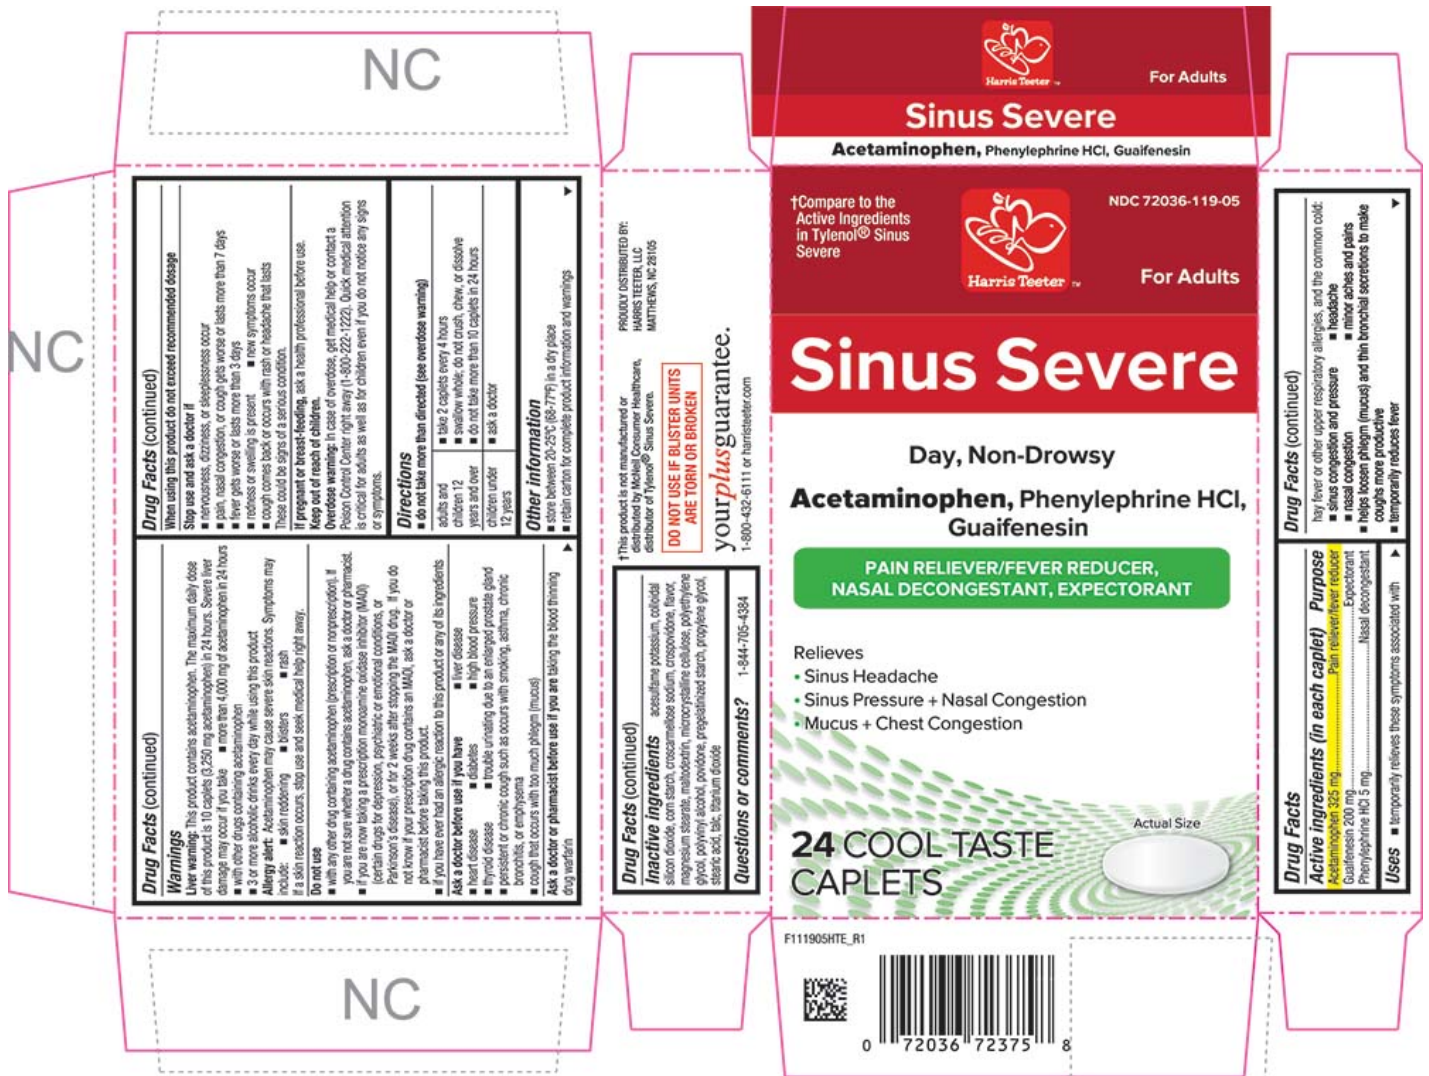 NC
NC
NC
NC
Harris Teeter ™
For Adults
Sinus Severe
Acetaminophen, Phenylephrine HCl, Guaifenesin
†Compare to the
Active Ingredients
in Tylenol® Sinus
Severe
Harris Teeter ™
NDC 72036-119-05
For Adults
Sinus Severe
Day, Non-Drowsy
Acetaminophen, Phenylephrine HCl,
Guaifenesin
PAIN RELIEVER/FEVER REDUCER,
NASAL DECONGESTANT, EXPECTORANT
Relieves
• Sinus Headache
• Sinus Pressure + Nasal Congestion
• Mucus + Chest Congestion
24 COOL TASTE
CAPLETS
Actual Size
F111905HTE_R1
0 72036 72375 8
Drug Facts
Active ingredients (in each caplet) Purpose
Acetaminophen 325 mg Pain reliever/fever reducer
Guaifenesin 200 mg Expectorant
Phenylephrine HCl 5 mg Nasal decongestant
Uses ■ temporarily relieves these symptoms associated with
Drug Facts (continued)
hay fever or other upper respiratory allergies, and the common cold:
■ sinus congestion and pressure ■ headache
■ nasal congestion ■ minor aches and pains
■ helps loosen phlegm (mucus) and thin bronchial secretions to make
coughs more productive
■ temporarily reduces fever
Drug Facts (continued)
Warnings
Liver warning: This product contains acetaminophen. The maximum daily dose
of this product is 10 caplets (3,250 mg acetaminophen) in 24 hours. Severe liver
damage may occur if you take ■ more than 4,000 mg of acetaminophen in 24 hours
■ with other drugs containing acetaminophen
■ 3 or more alcoholic drinks every day while using this product
Allergy alert: Acetaminophen may cause severe skin reactions. Symptoms may
include: ■ skin reddening ■ blisters ■ rash
If a skin reaction occurs, stop use and seek medical help right away.
Do not use
■ with any other drug containing acetaminophen (prescription or nonprescription). If
you are not sure whether a drug contains acetaminophen, ask a doctor or pharmacist.
■ if you are now taking a prescription monoamine oxidase inhibitor (MAOI)
(certain drugs for depression, psychiatric or emotional conditions, or
Parkinson's disease), or for 2 weeks after stopping the MAOI drug. If you do
not know if your prescription drug contains an MAOI, ask a doctor or
pharmacist before taking this product.
■ if you have ever had an allergic reaction to this product or any of its ingredients
Ask a doctor before use if you have ■ liver disease
■ heart disease ■ diabetes ■ high blood pressure
■ thyroid disease ■ trouble urinating due to an enlarged prostate gland
■ persistent or chronic cough such as occurs with smoking, asthma, chronic
bronchitis, or emphysema
■ cough that occurs with too much phlegm (mucus)
Ask a doctor or pharmacist before use if you are taking the blood thinning
drug warfarin
Drug Facts (continued)
When using this product do not exceed recommended dosage
Stop use and ask a doctor if
■ nervousness, dizziness, or sleeplessness occur
■ pain, nasal congestion, or cough gets worse or lasts more than 7 days
■ fever gets worse or lasts more than 3 days
■ redness or swelling is present ■ new symptoms occur
■ cough comes back or occurs with rash or headache that lasts
These could be signs of a serious condition.
If pregnant or breast-feeding, ask a health professional before use.
Keep out of reach of children.
Overdose warning: In case of overdose, get medical help or contact a
Poison Control Center right away (1-800-222-1222). Quick medical attention
is critical for adults as well as for children even if you do not notice any signs
or symptoms.
Directions
■ do not take more than directed (see overdose warning)
adults and
children 12
years and over
■ take 2 caplets every 4 hours
■ swallow whole; do not crush, chew, or dissolve
■ do not take more than 10 caplets in 24 hours
children under
12 years
■ ask a doctor
Other information
■ store between 20-25ºC (68-77ºF) in a dry place
■ retain carton for complete product information and warnings
Drug Facts (continued)
Inactive ingredients acesulfame potassium, colloidal
silicon dioxide, corn starch, croscarmellose sodium, crospovidone, flavor,
magnesium stearate, maltodextrin, microcrystalline cellulose, polyethylene
glycol, polyvinyl alcohol, povidone, pregelatinized starch, propylene glycol,
stearic acid, talc, titanium dioxide
Questions or comments? 1-844-705-4384
†This product is not manufactured or
distributed by McNeil Consumer Healthcare,
distributor of Tylenol® Sinus Severe.
DO NOT USE IF BLISTER UNITS
ARE TORN OR BROKEN
PROUDLY DISTRIBUTED BY:
HARRIS TEETER, LLC
MATTHEWS, NC 28105
yourplusguarantee.
1-800-432-6111 or harristeeter.com